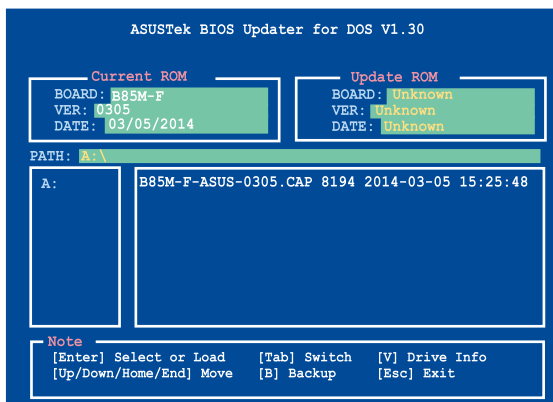 ASUSTek BIOS Updater for DOS V1.30
Current ROM
BOARD: B85M-F
VER: 0305
DATE: 03/05/2014
Update ROM
BOARD: Unknown
VER: Unknown
DATE: Unknown
PATH: A:\
A:
B85M-F-ASUS-0305.CAP 8194 2014-03-05 15:25:48
Note
[Enter] Select or Load [Tab] Switch [V] Drive Info
[Up/Down/Home/End] Move [B] Backup [Esc] Exit